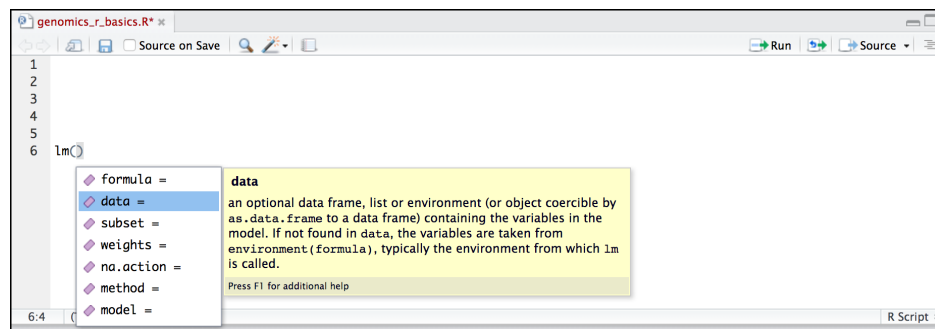 genomics_r_basics.R*
Source on Save
Run
Source
1
2
3
4
5
6 lm()
formula =
data =
subset =
weights =
na.action =
method =
model =
data
an optional data frame, list or environment (or object coercible by
as.data.frame to a data frame) containing the variables in the
model. If not found in data, the variables are taken from
environment(formula), typically the environment from which lm
is called.
Press F1 for additional help
6:4
R Script